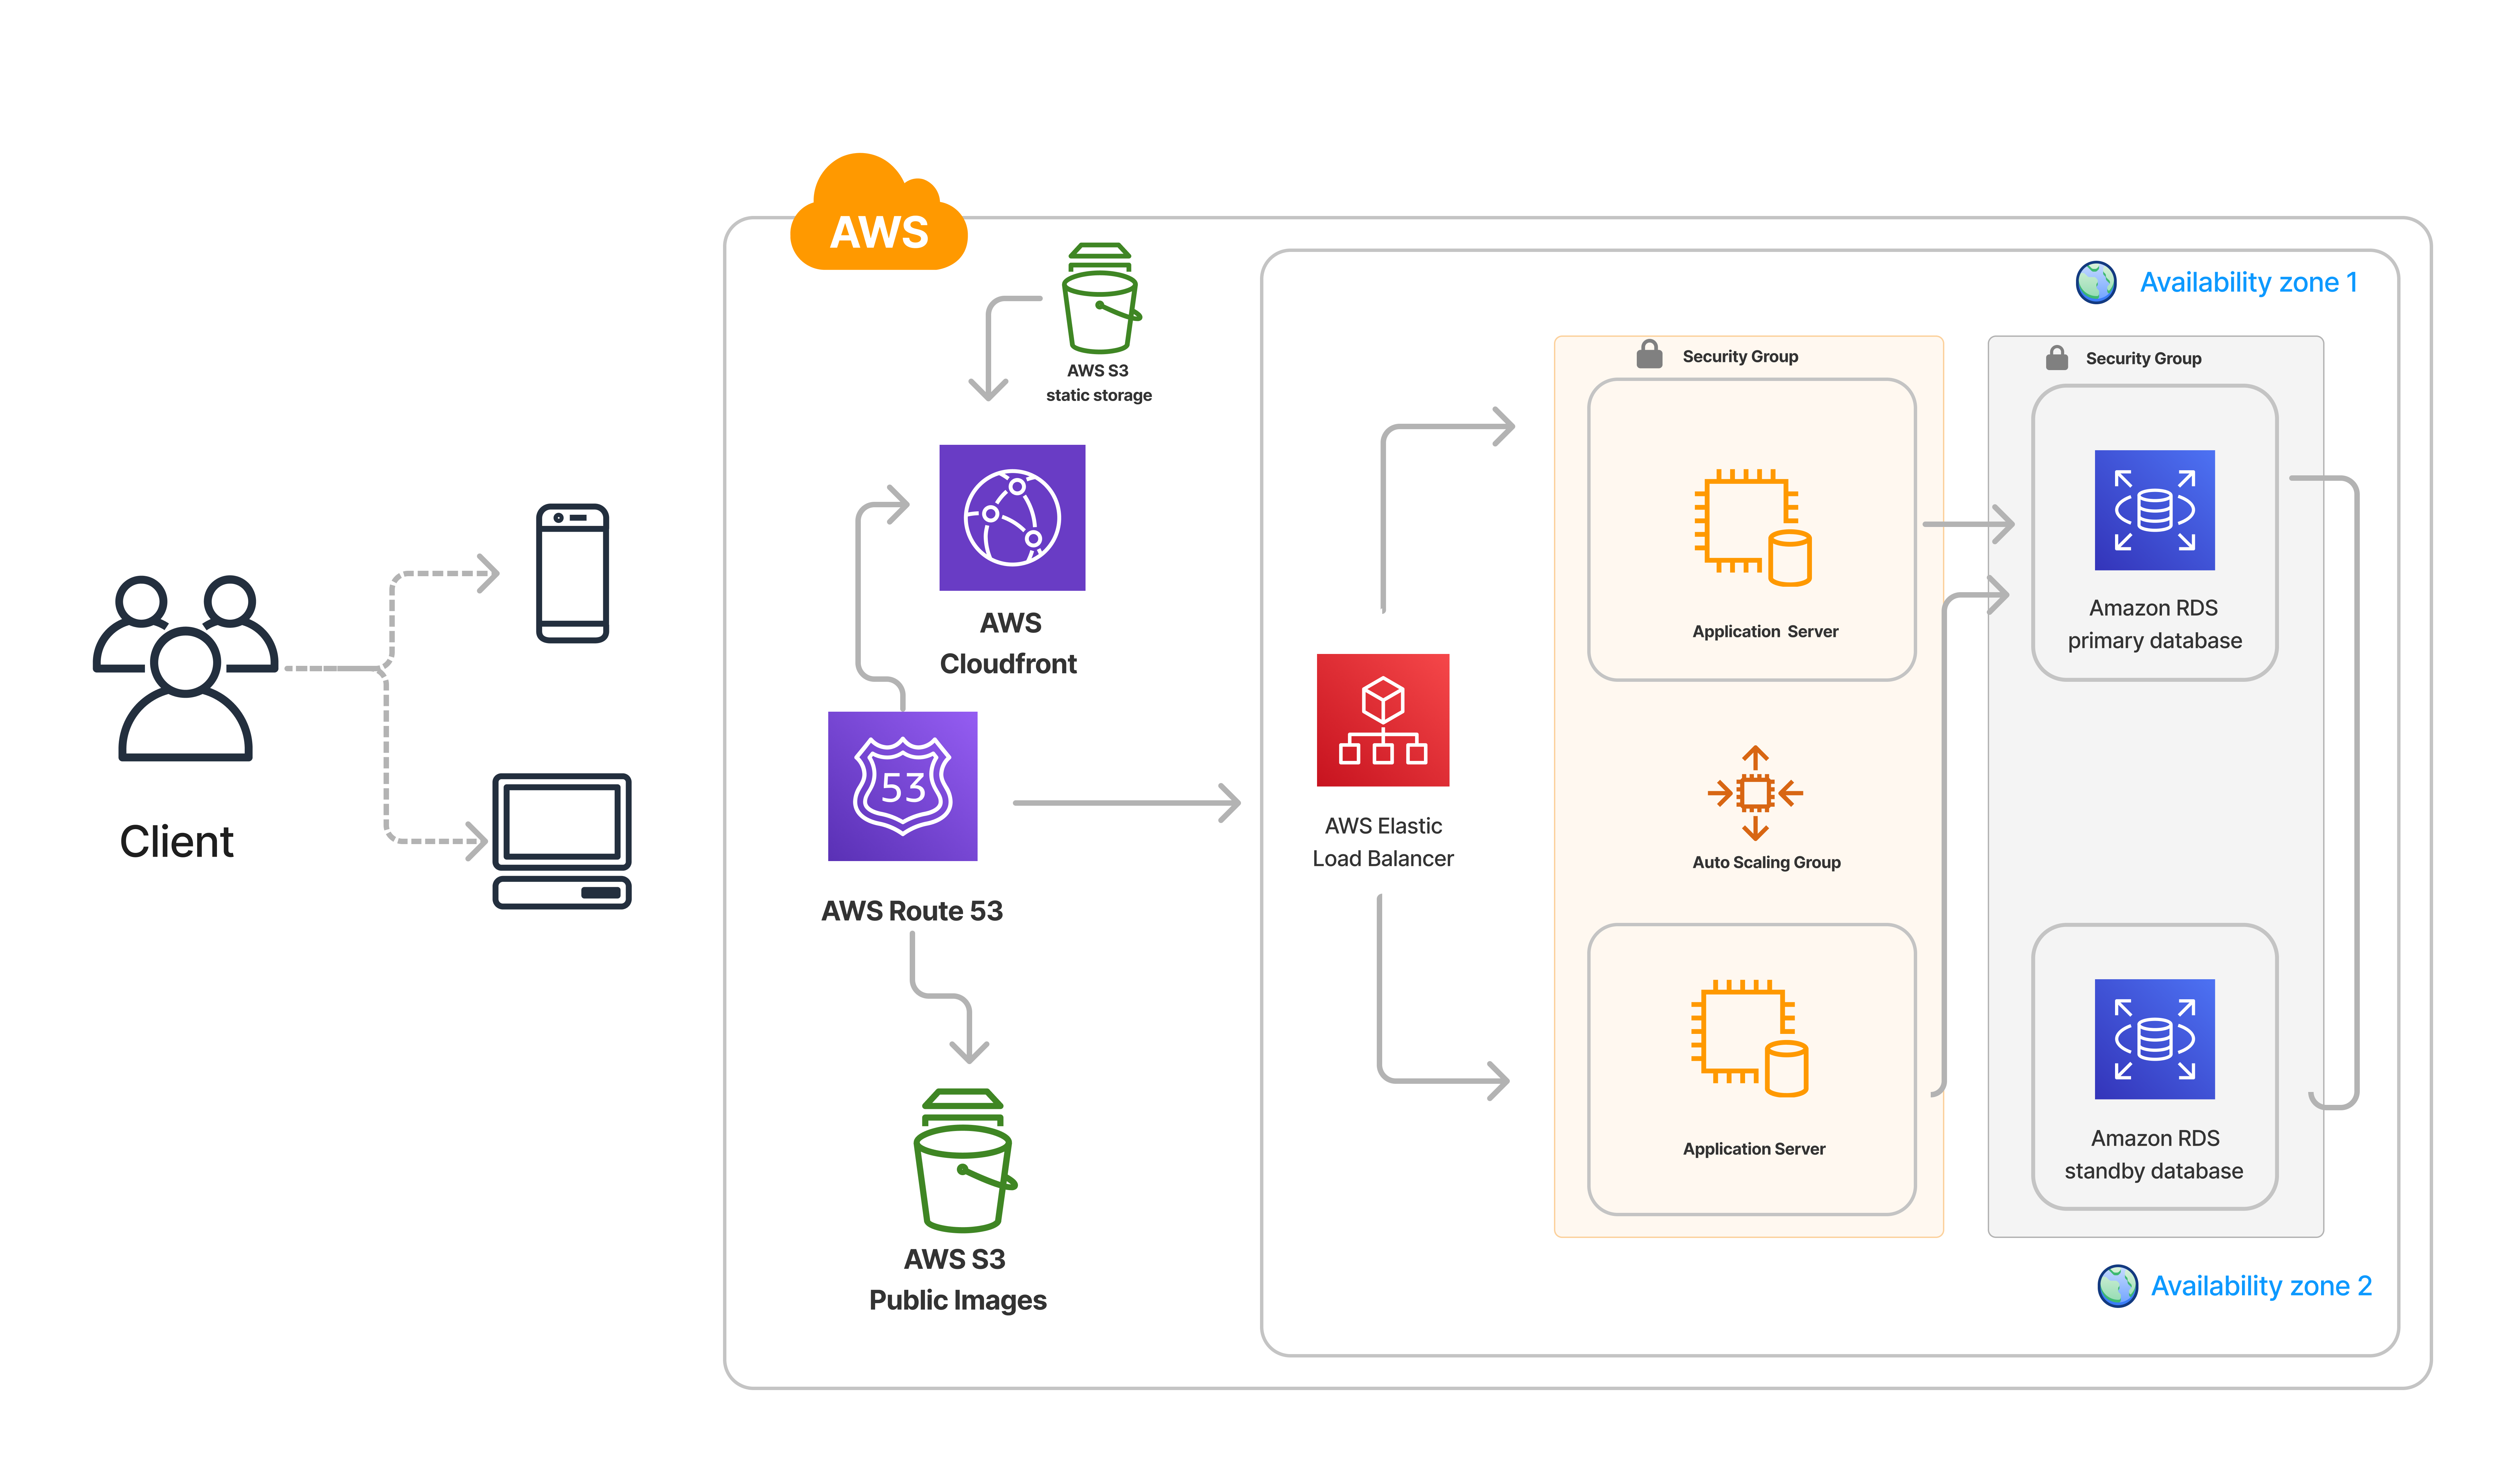 AWS
AWS S3
static storage
Availability zone 1
Security Group
Security Group
AWS
Cloudfront
Application  Server
Amazon RDS
primary database
53
Client
AWS Elastic
Load Balancer
Auto Scaling Group
AWS Route 53
Application Server
Amazon RDS
standby database
AWS S3
Public Images
Availability zone 2